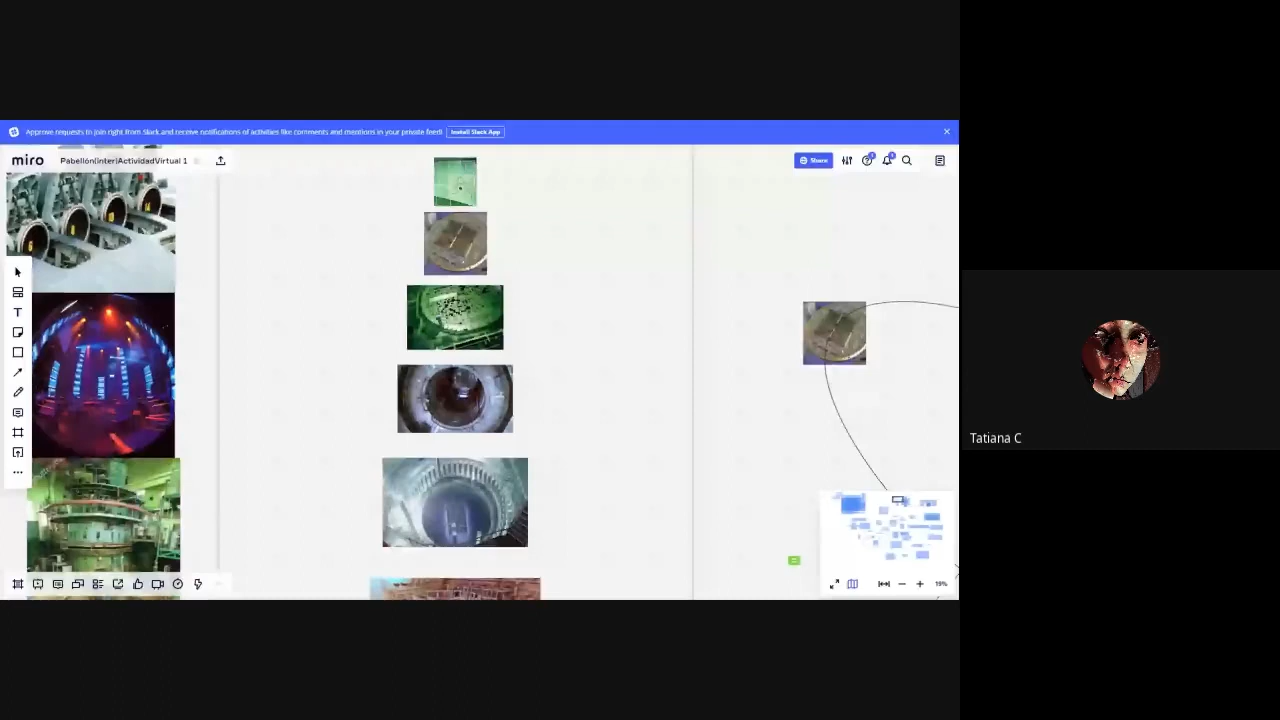 Approve requests to join right from Slack and receive notifications of activities like comments and mentions in your private feed!
Install Slack App
miro
Pabellón(inter)ActividadVirtual 1
Share
Tatiana C
19%